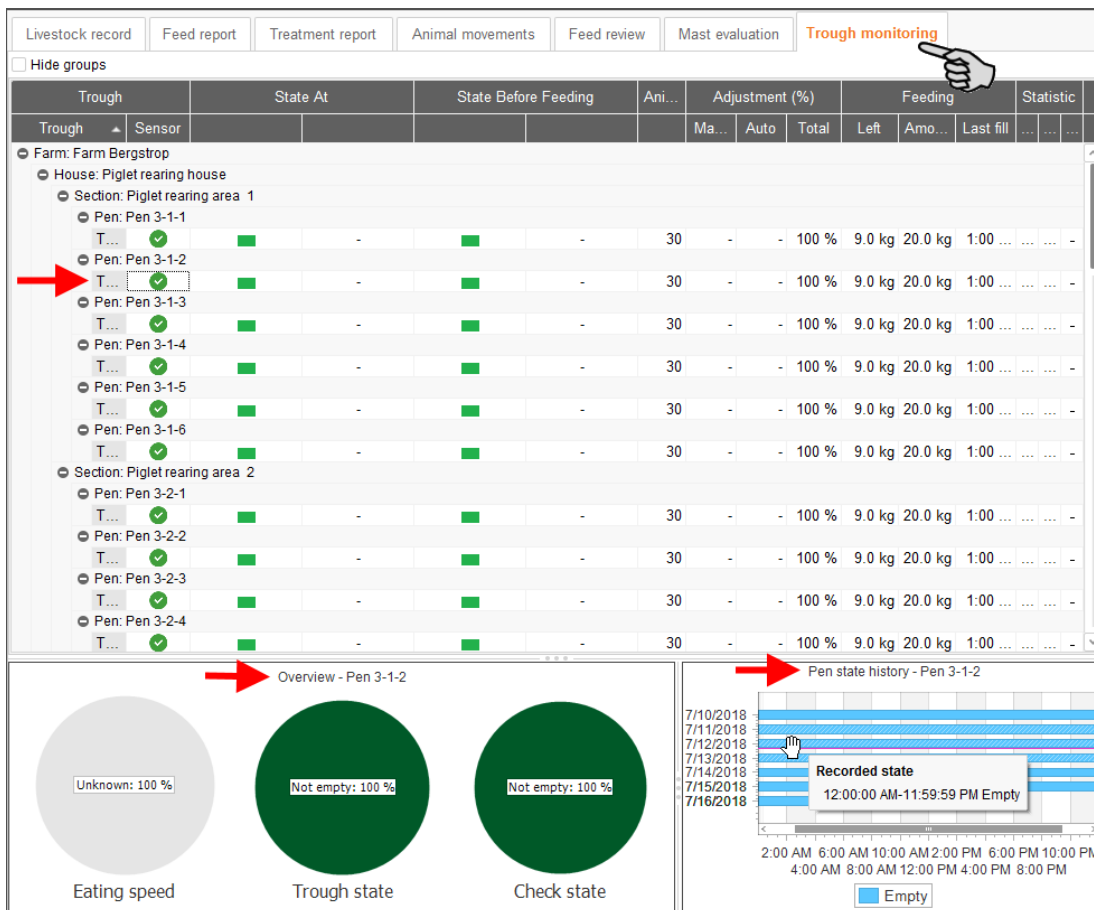 Livestock record Feed report Treatment report Animal movements Feed review Mast evaluation Trough monitoring
Hide groups
Trough State At State Before Feeding Ani... Adjustment (%) Feeding Statistic
Trough Sensor Ma... Auto Total Left Amo... Last fill ... ... ...
Farm: Farm Bergstrop
House: Piglet rearing house
Section: Piglet rearing area 1
Pen: Pen 3-1-1
T... - - 30 - - 100 % 9.0 kg 20.0 kg 1:00 ... ... ... -
Pen: Pen 3-1-2
T... - - 30 - - 100 % 9.0 kg 20.0 kg 1:00 ... ... ... -
Pen: Pen 3-1-3
T... - - 30 - - 100 % 9.0 kg 20.0 kg 1:00 ... ... ... -
Pen: Pen 3-1-4
T... - - 30 - - 100 % 9.0 kg 20.0 kg 1:00 ... ... ... -
Pen: Pen 3-1-5
T... - - 30 - - 100 % 9.0 kg 20.0 kg 1:00 ... ... ... -
Pen: Pen 3-1-6
T... - - 30 - - 100 % 9.0 kg 20.0 kg 1:00 ... ... ... -
Section: Piglet rearing area 2
Pen: Pen 3-2-1
T... - - 30 - - 100 % 9.0 kg 20.0 kg 1:00 ... ... ... -
Pen: Pen 3-2-2
T... - - 30 - - 100 % 9.0 kg 20.0 kg 1:00 ... ... ... -
Pen: Pen 3-2-3
T... - - 30 - - 100 % 9.0 kg 20.0 kg 1:00 ... ... ... -
Pen: Pen 3-2-4
T... - - 30 - - 100 % 9.0 kg 20.0 kg 1:00 ... ... ... -
Overview - Pen 3-1-2
Unknown: 100 % Not empty: 100 % Not empty: 100 %
Eating speed Trough state Check state
Pen state history - Pen 3-1-2
7/10/2018
7/11/2018
7/12/2018
7/13/2018
7/14/2018
7/15/2018
7/16/2018
Recorded state
12:00:00 AM-11:59:59 PM Empty
2:00 AM 6:00 AM 10:00 AM 2:00 PM 6:00 PM 10:00 PM
4:00 AM 8:00 AM 12:00 PM 4:00 PM 8:00 PM
Empty